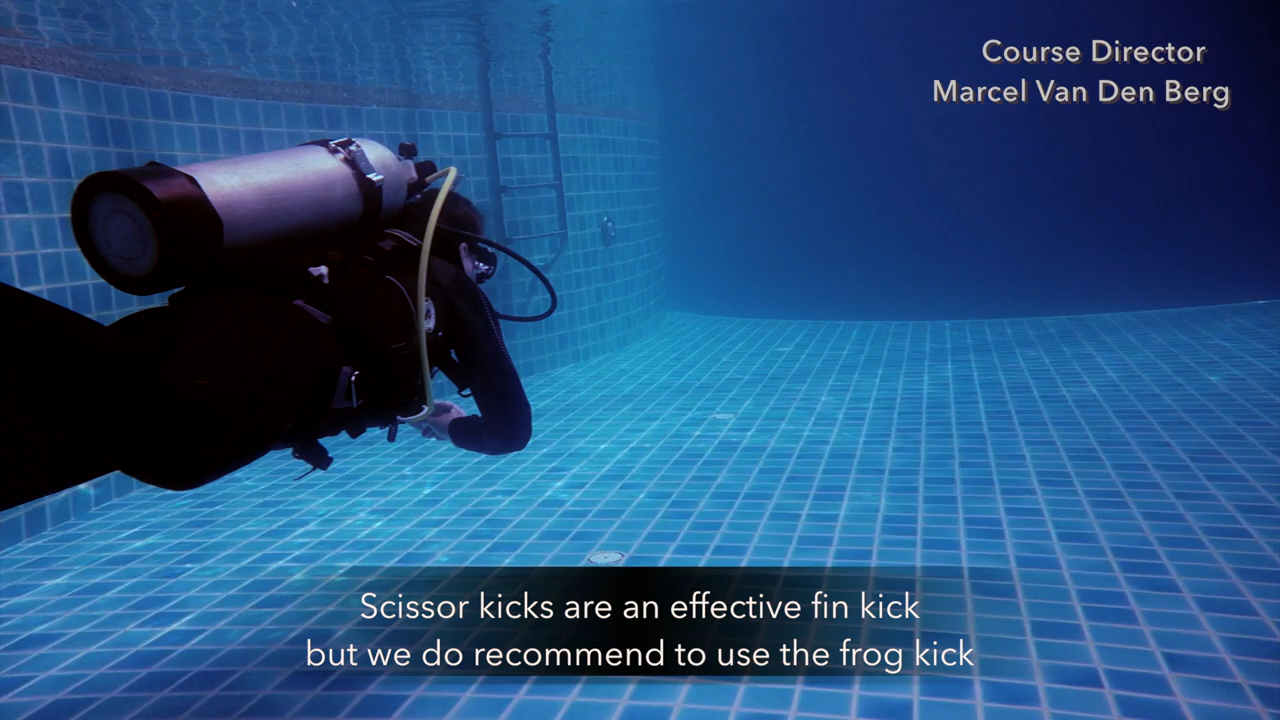 Course Director
Marcel Van Den Berg
Scissor kicks are an effective fin kick
but we do recommend to use the frog kick